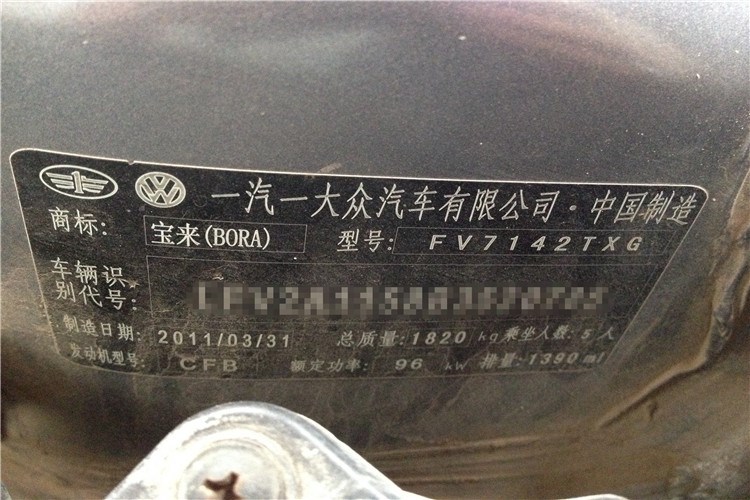 一汽一大众汽车有限公司·中国制造
商标: 宝来(BORA) 型号: FV7142TXG
车辆识
别代号:
制造日期: 2011/03/31 总质量: 1820 kg 乘坐人数: 5 人
发动机型号: CFB 额定功率: 96 kW 排量: 1390 ml